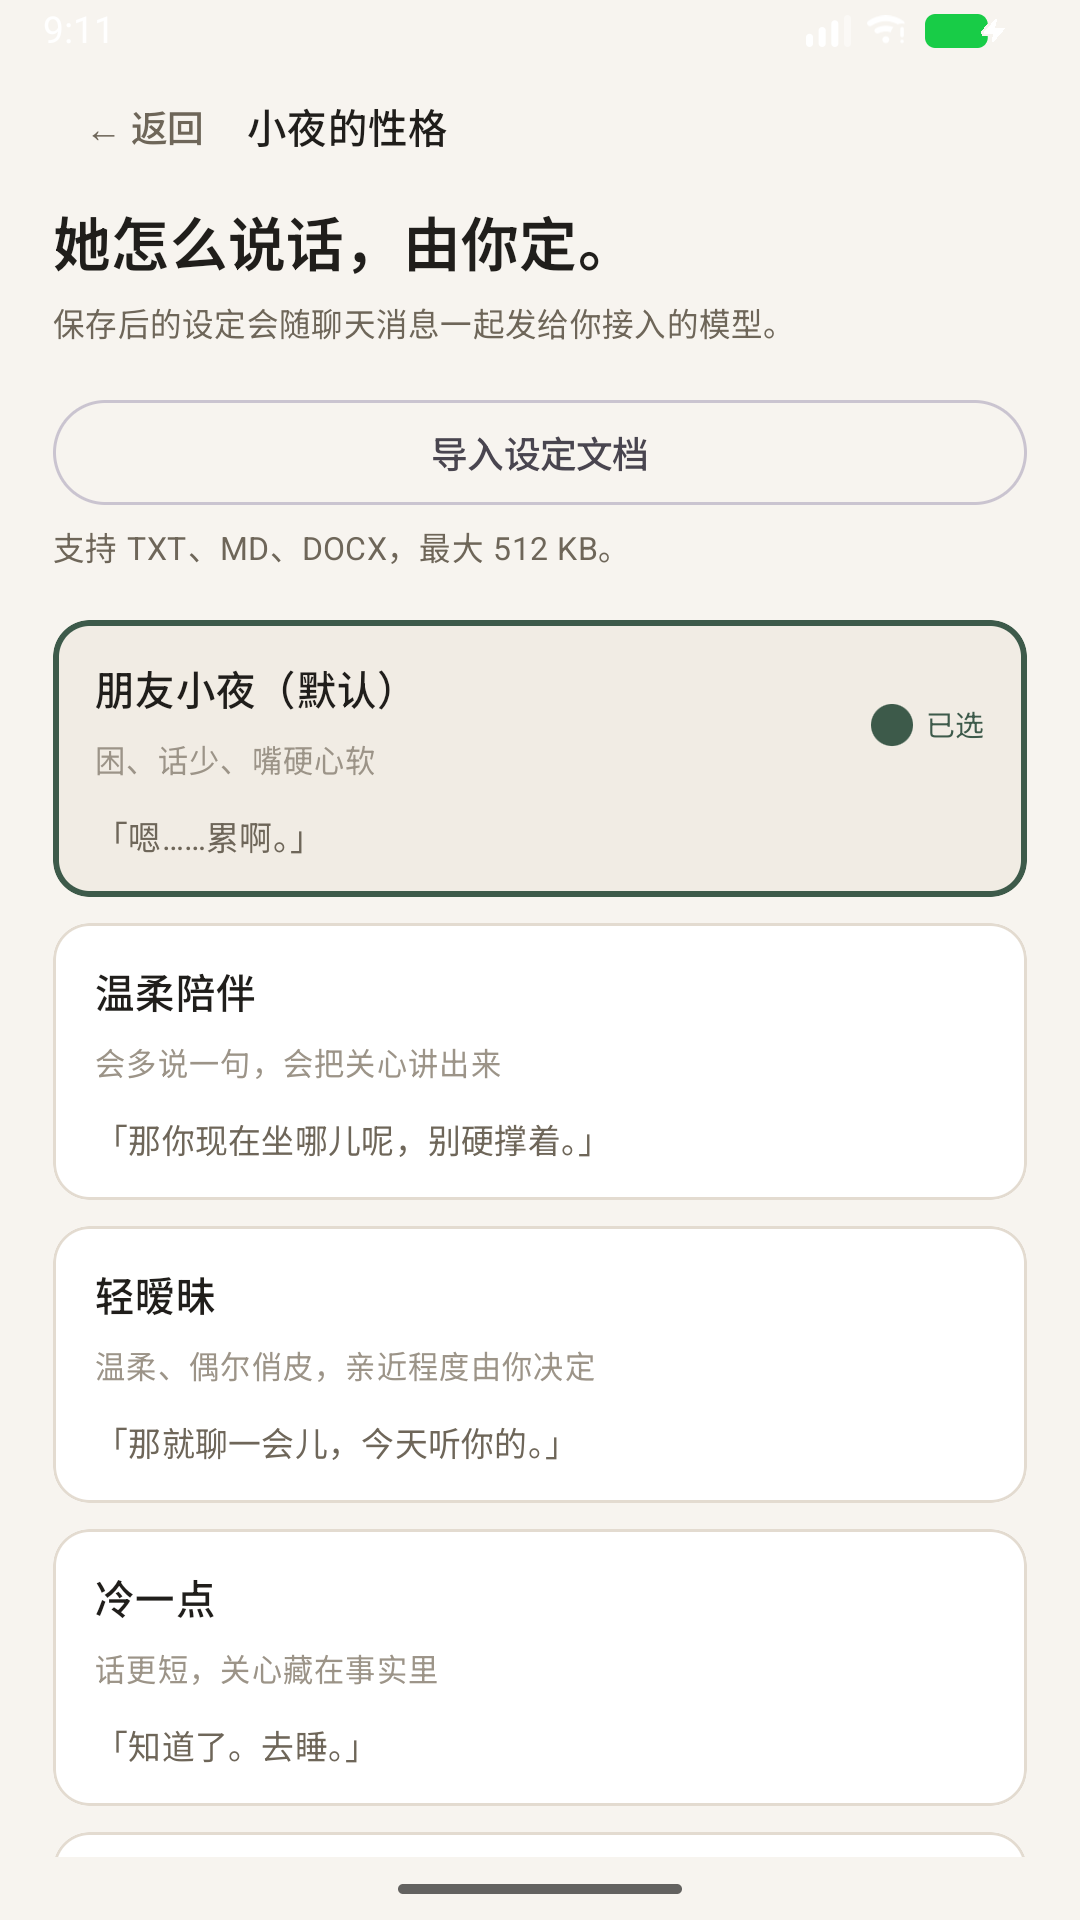 9:11
← 返回 小夜的性格
她怎么说话，由你定。
保存后的设定会随聊天消息一起发给你接入的模型。
导入设定文档
支持 TXT、MD、DOCX，最大 512 KB。
朋友小夜（默认）
已选
困、话少、嘴硬心软
「嗯……累啊。」
温柔陪伴
会多说一句，会把关心讲出来
「那你现在坐哪儿呢，别硬撑着。」
轻暧昧
温柔、偶尔俏皮，亲近程度由你决定
「那就聊一会儿，今天听你的。」
冷一点
话更短，关心藏在事实里
「知道了。去睡。」